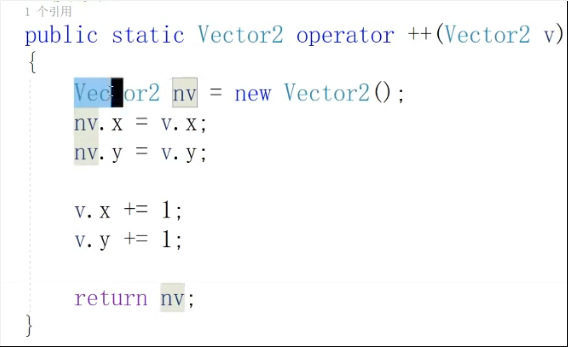 1 个引用
public static Vector2 operator ++(Vector2 v)
{
Vector2 nv = new Vector2();
nv.x = v.x;
nv.y = v.y;
v.x += 1;
v.y += 1;
return nv;
}